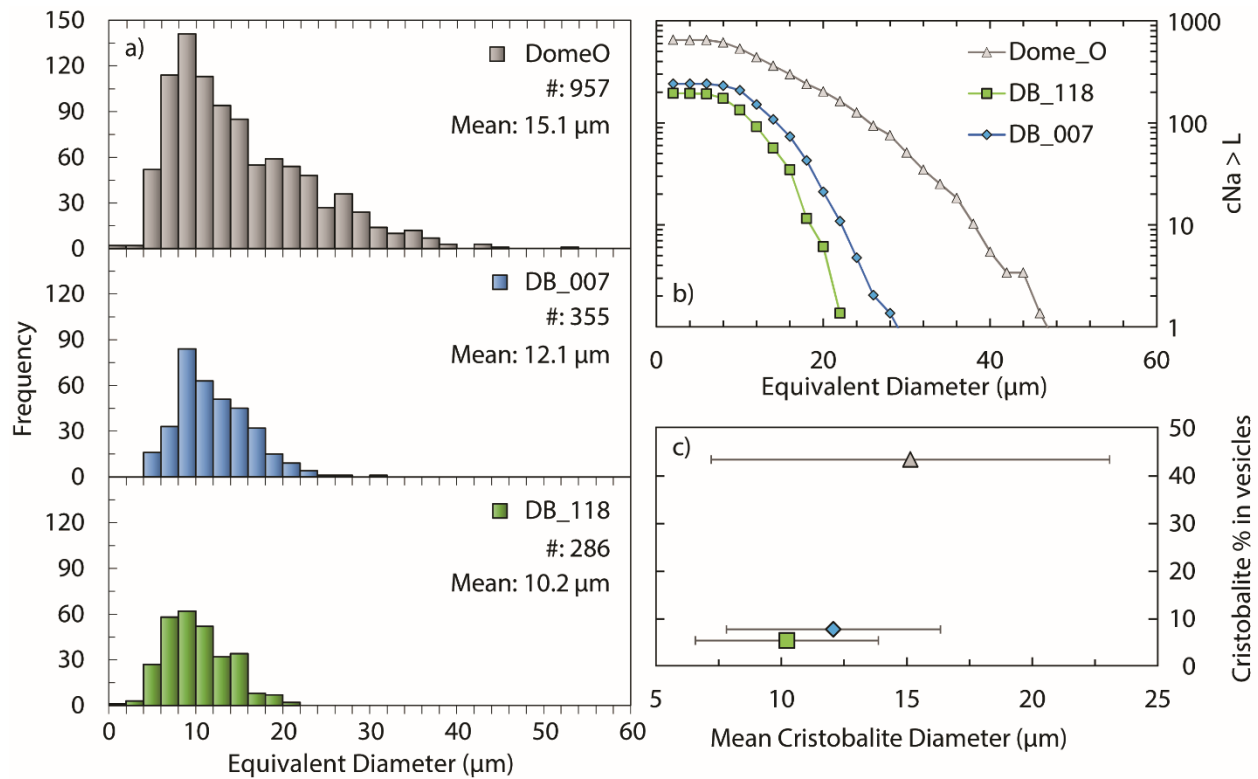 a)
DomeO
#: 957
Mean: 15.1 µm
150
120
90
60
30
0
DB_007
#: 355
Mean: 12.1 µm
120
90
60
30
0
DB_118
#: 286
Mean: 10.2 µm
120
90
60
30
0
Frequency
0 10 20 30 40 50 60
Equivalent Diameter (µm)
Dome_O
DB_118
DB_007
b)
1000
100
10
1
cNa > L
0 20 40 60
Equivalent Diameter (µm)
c)
50
40
30
20
10
0
Cristobalite % in vesicles
5 10 15 20 25
Mean Cristobalite Diameter (µm)